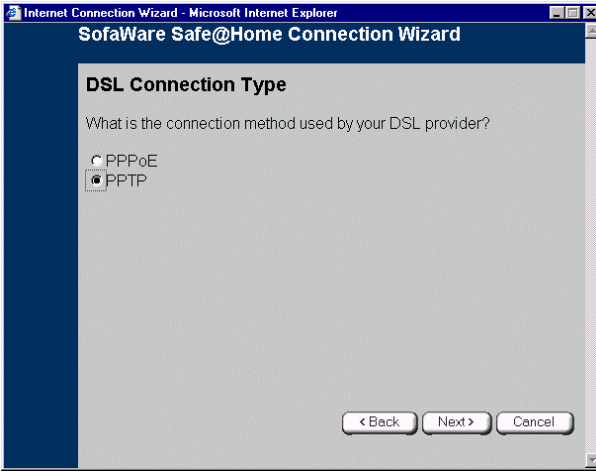 Internet Connection Wizard - Microsoft Internet Explorer
SofaWare Safe@Home Connection Wizard
DSL Connection Type
What is the connection method used by your DSL provider?
PPPoE
PPTP
< Back Next > Cancel